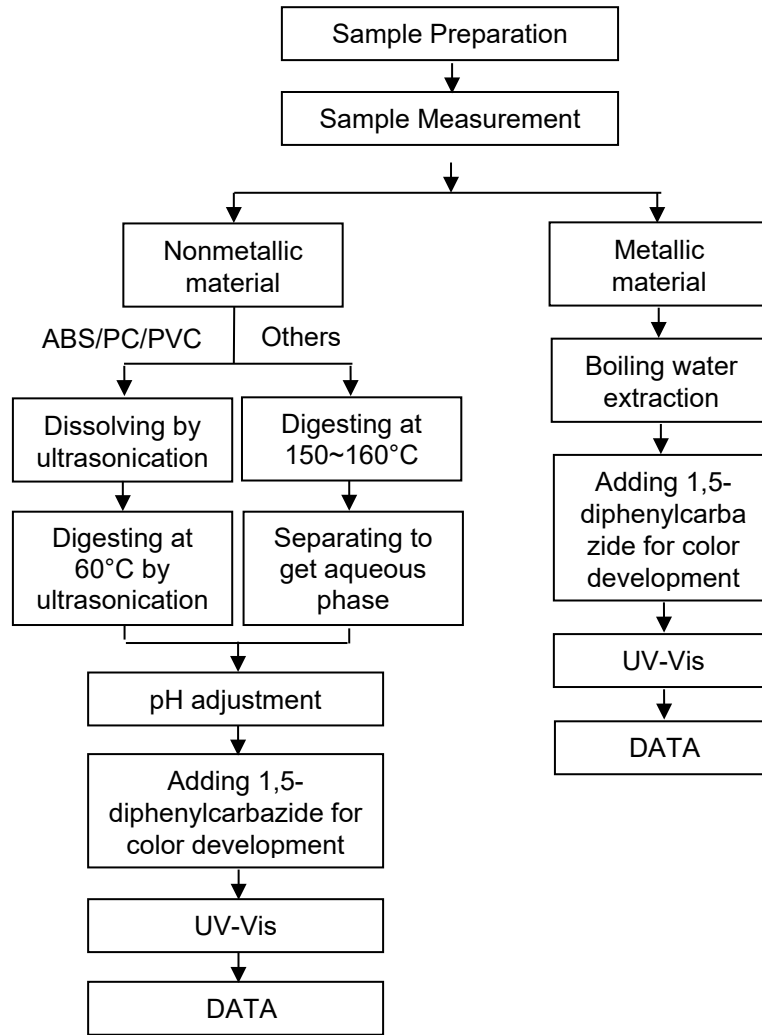 Sample Preparation
Sample Measurement
Nonmetallic
material
ABS/PC/PVC
Others
Dissolving by
ultrasonication
Digesting at
150~160°C
Digesting at
60°C by
ultrasonication
Separating to
get aqueous
phase
pH adjustment
Adding 1,5-
diphenylcarbazide for
color development
UV-Vis
DATA
Metallic
material
Boiling water
extraction
Adding 1,5-
diphenylcarba
zide for color
development
UV-Vis
DATA